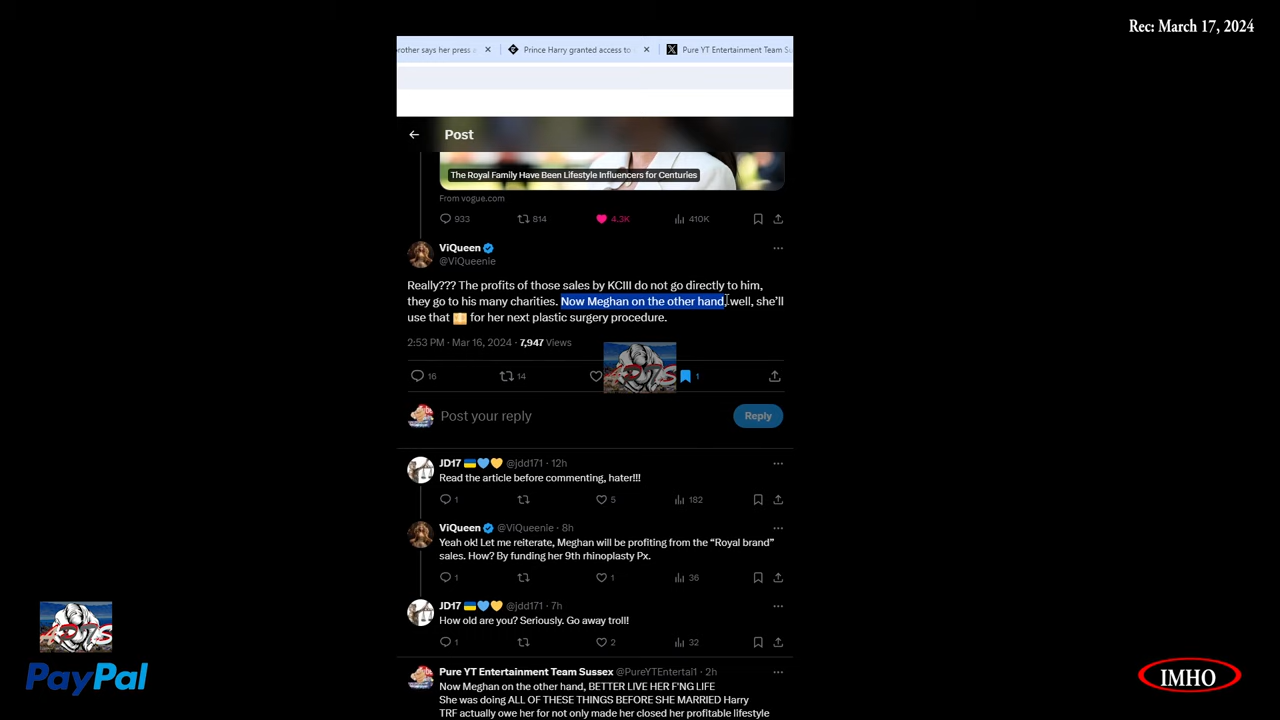 Rec: March 17, 2024
rother says her press
Prince Harry granted access to
Pure YT Entertainment Team S
Post
The Royal Family Have Been Lifestyle Influencers for Centuries
From vogue.com
933 814 4.3K 410K
ViQueen
@ViQueenie
Really??? The profits of those sales by KCIII do not go directly to him,
they go to his many charities. Now Meghan on the other hand, well, she'll
use that for her next plastic surgery procedure.
2:53 PM · Mar 16, 2024 · 7,947 Views
16 14 1
Post your reply
Reply
JD17 @jdd171 · 12h
Read the article before commenting, hater!!!
1 5 182
ViQueen @ViQueenie · 8h
Yeah ok! Let me reiterate, Meghan will be profiting from the “Royal brand”
sales. How? By funding her 9th rhinoplasty Px.
1 1 36
JD17 @jdd171 · 7h
How old are you? Seriously. Go away troll!
1 2 32
Pure YT Entertainment Team Sussex @PureYTEntertal1 · 2h
Now Meghan on the other hand, BETTER LIVE HER F'NG LIFE
She was doing ALL OF THESE THINGS BEFORE SHE MARRIED Harry
TRF actually owe her for not only made her closed her profitable lifestyle
PayPal
IMHO